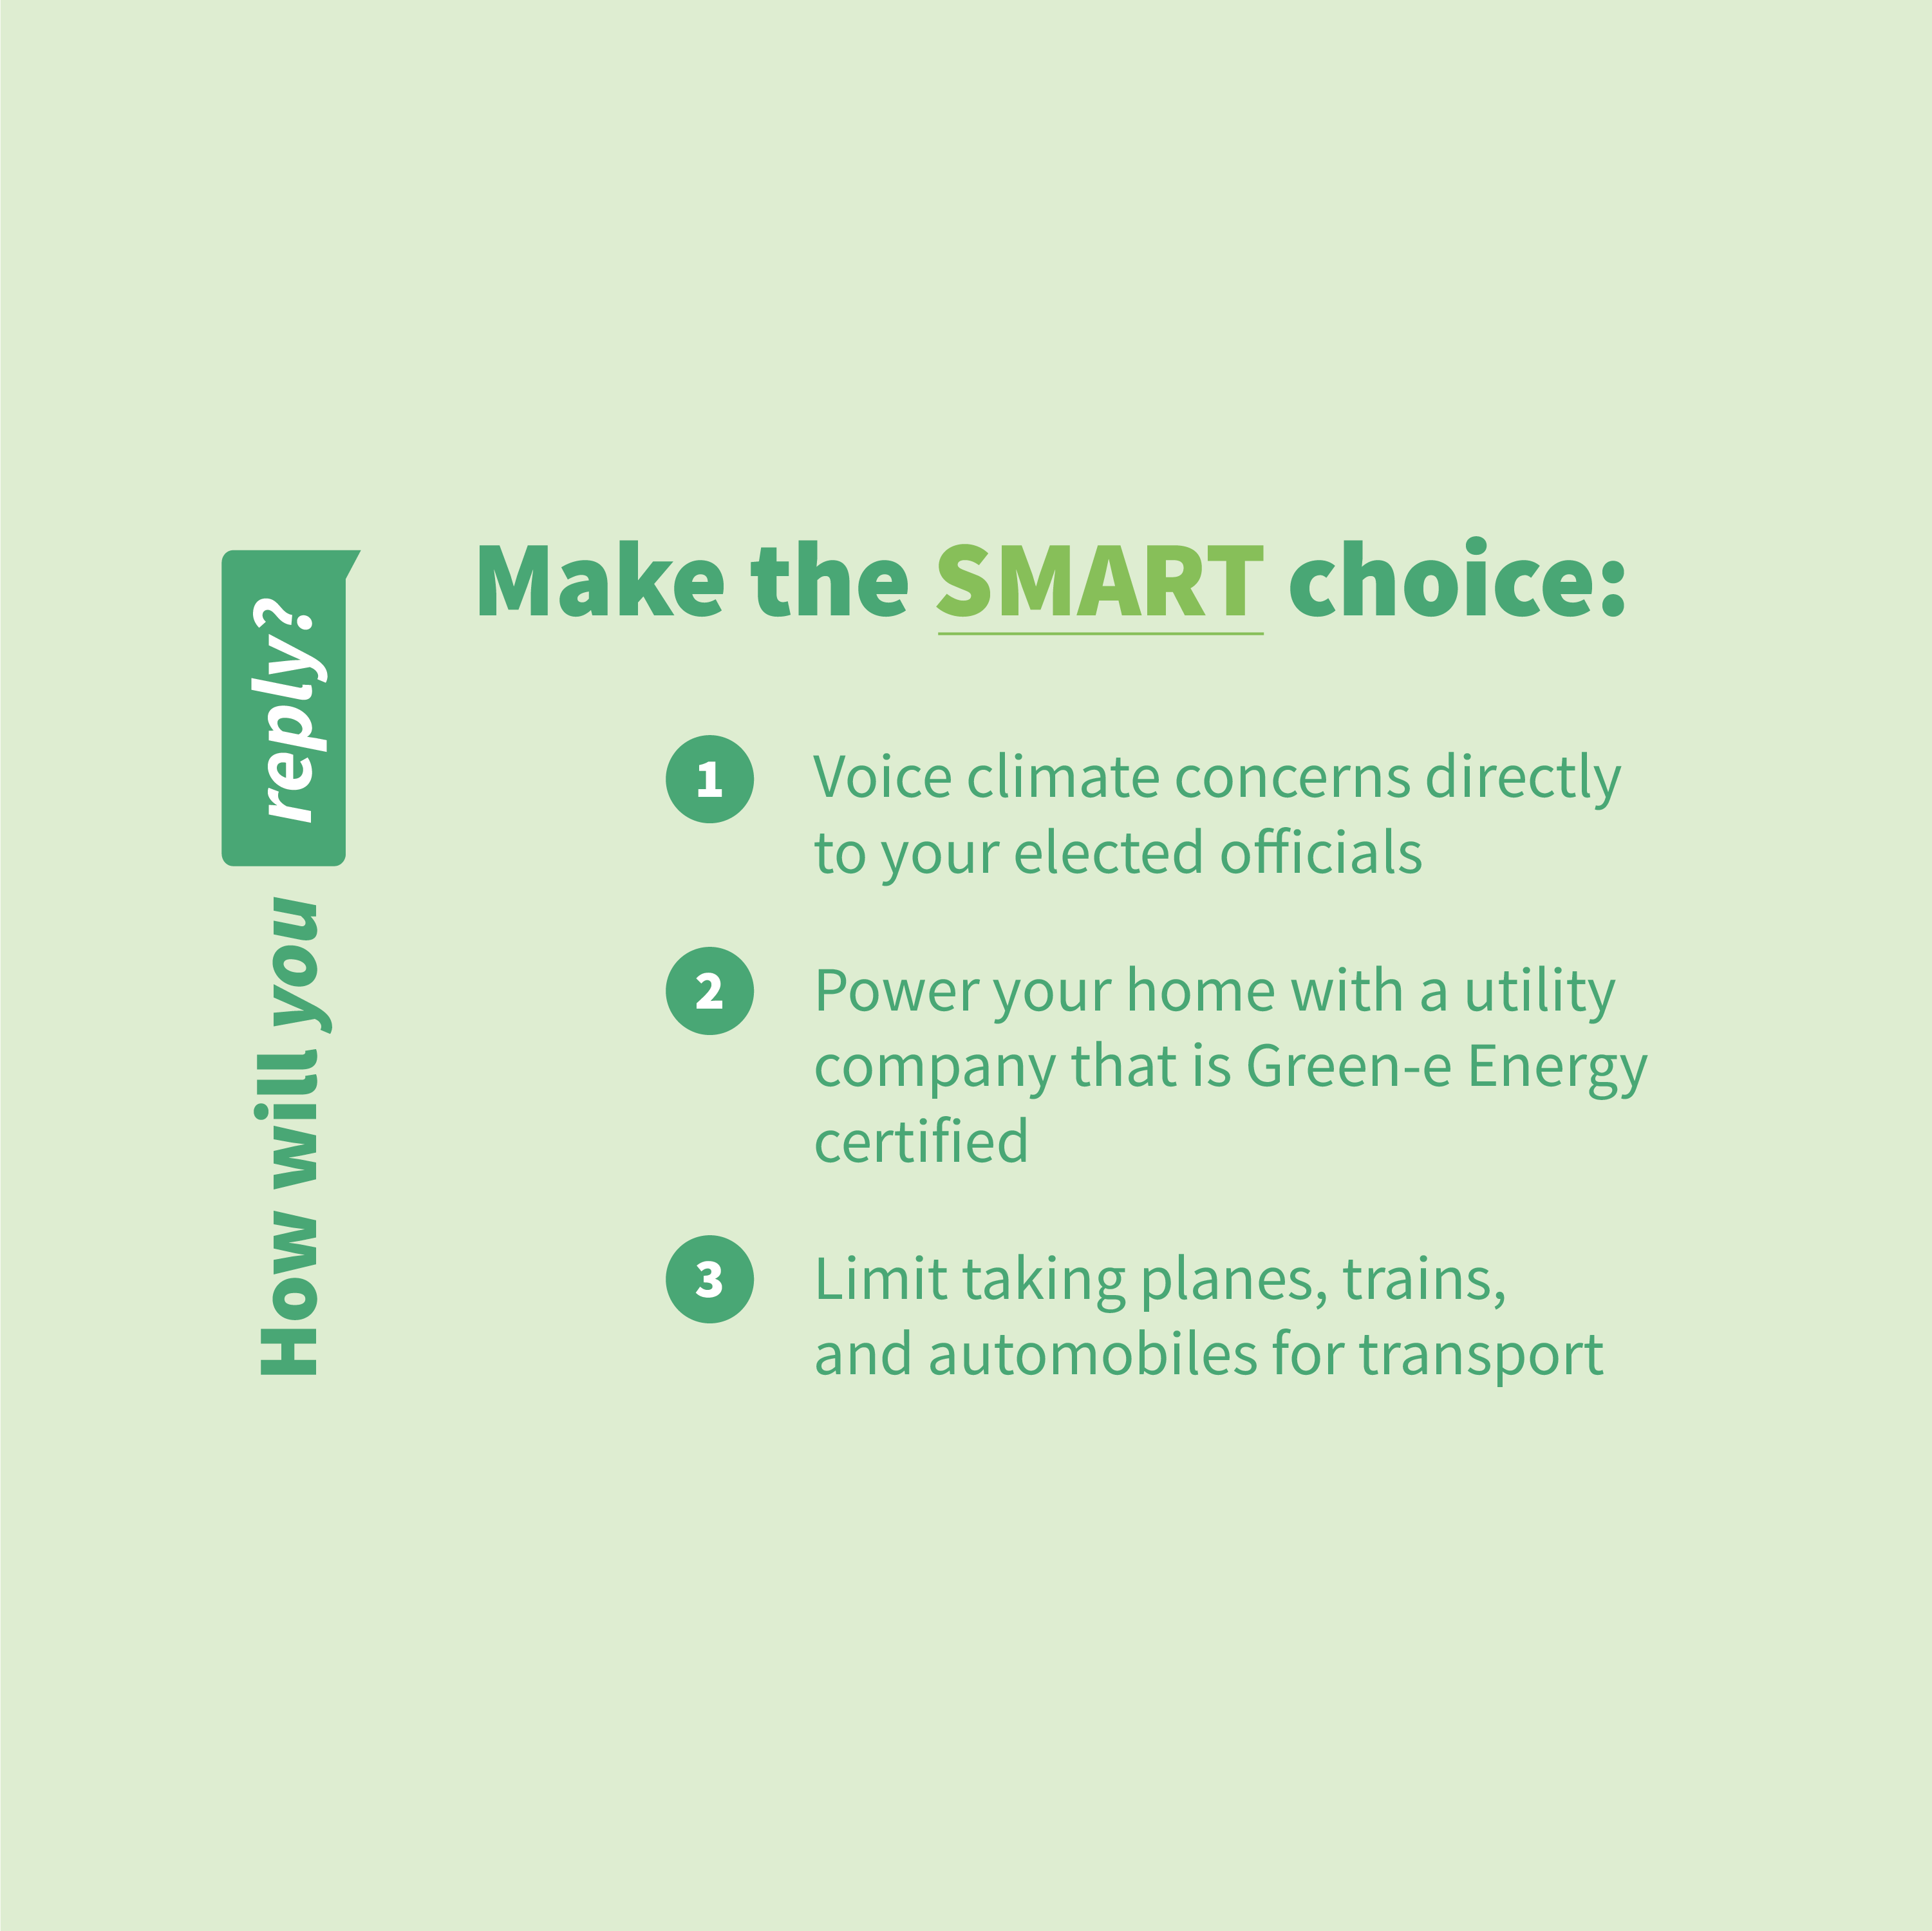 How will you reply?
Make the SMART choice:
1 Voice climate concerns directly
to your elected officials
2 Power your home with a utility
company that is Green-e Energy
certified
3 Limit taking planes, trains,
and automobiles for transport